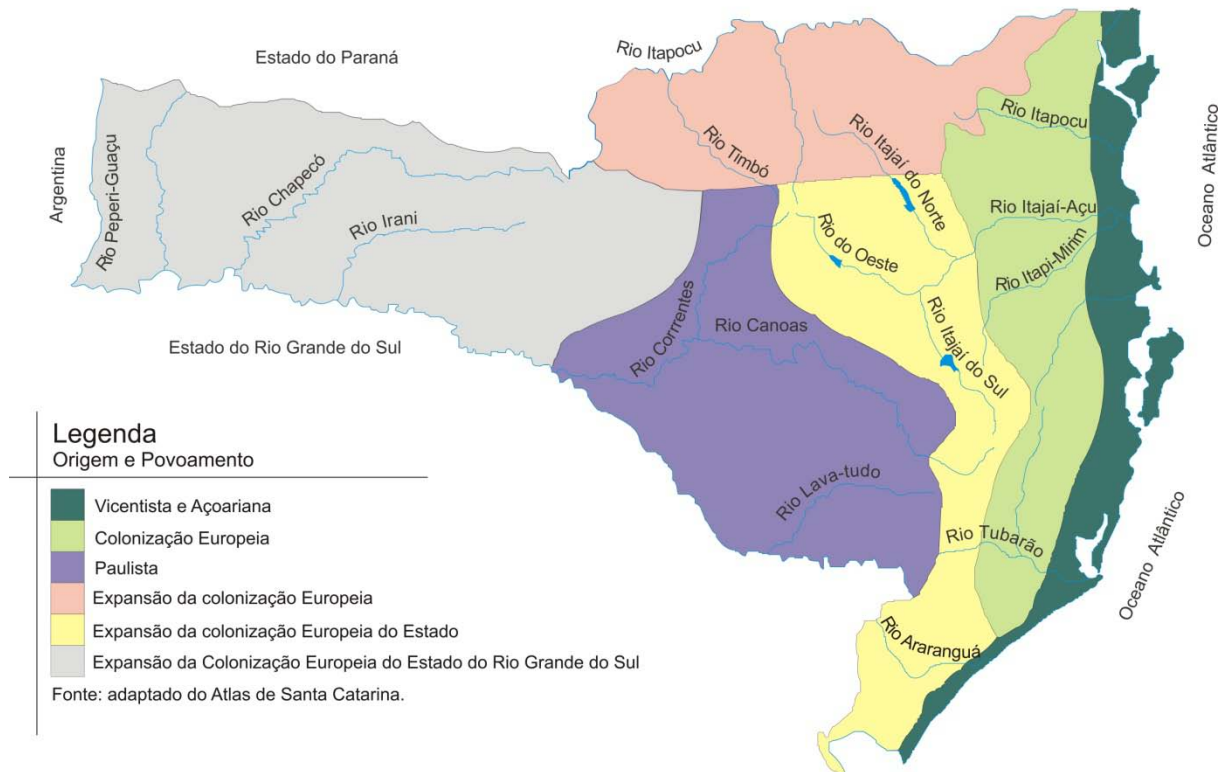 Estado do Paraná
Rio Itapocu
Argentina
Rio Peperi-Guaçu
Rio Chapecó
Rio Irani
Rio Timbó
Rio Itajaí do Norte
Rio Itapocu
Oceano Atlântico
Rio Itajaí-Açu
Rio do Oeste
Rio Itapi-Mirim
Estado do Rio Grande do Sul
Rio Corrrentes
Rio Canoas
Rio Itajaí do Sul
Rio Lava-tudo
Rio Tubarão
Oceano Atlântico
Rio Araranguá
Legenda
Origem e Povoamento
Vicentista e Açoariana
Colonização Europeia
Paulista
Expansão da colonização Europeia
Expansão da colonização Europeia do Estado
Expansão da Colonização Europeia do Estado do Rio Grande do Sul
Fonte: adaptado do Atlas de Santa Catarina.